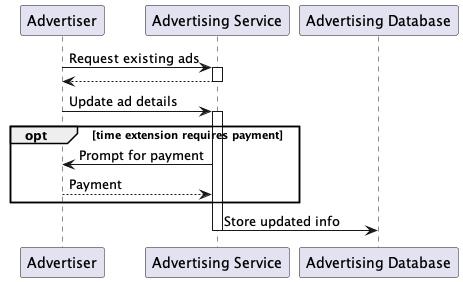 Advertiser
Advertising Service
Advertising Database
Request existing ads
Update ad details
opt
[time extension requires payment]
Prompt for payment
Payment
Store updated info
Advertiser
Advertising Service
Advertising Database